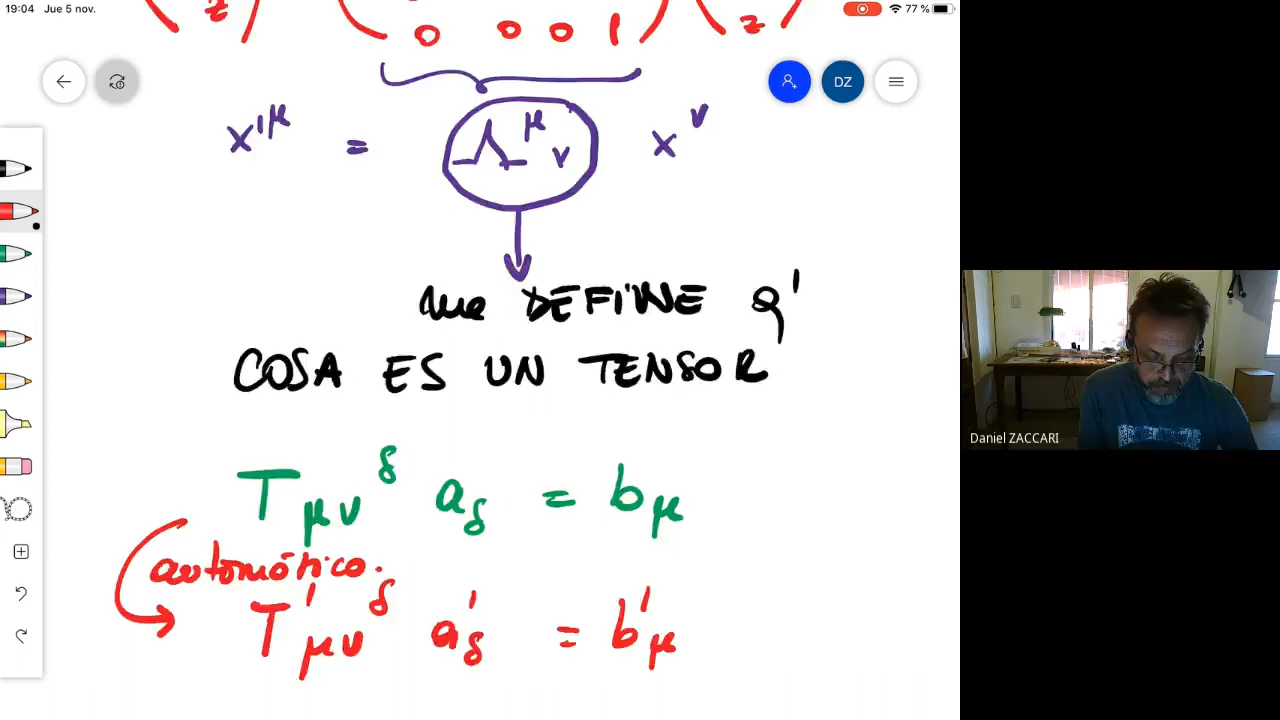 19:04 Jue 5 nov.
77 %
z
0 0 0 1
z
DZ
x'^μ = Λ^μ_ν x^ν
me DEFINE q'
COSA ES UN TENSOR
Daniel ZACCARI
T_μν^δ a_δ = b_μ
automático.
T'_μν^δ a'_δ = b'_μ